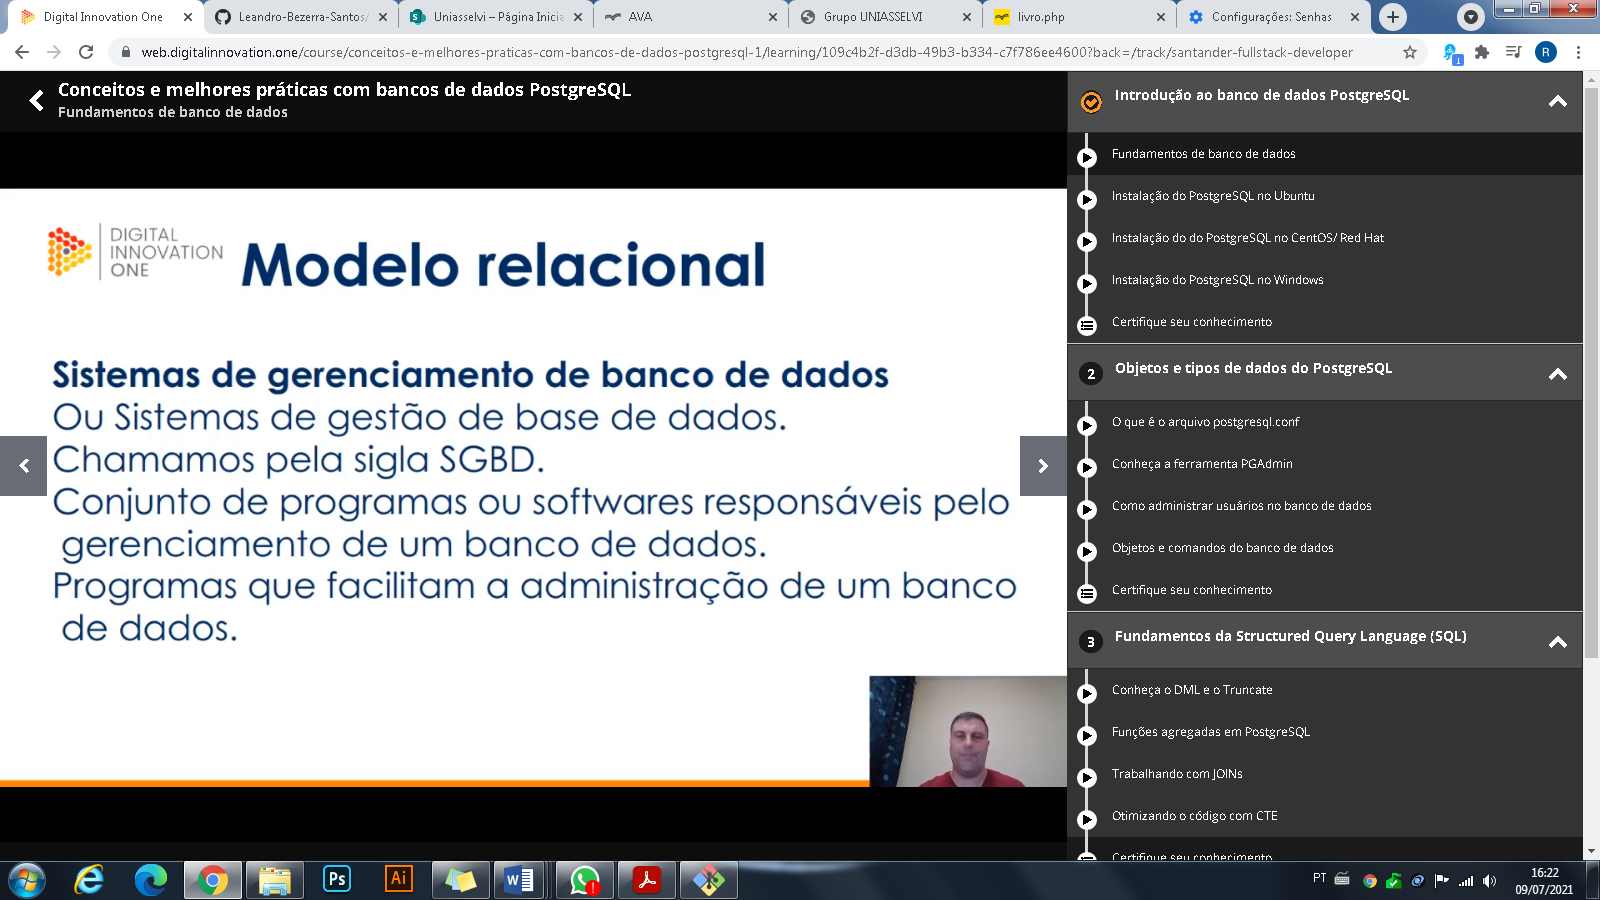 Digital Innovation One
Leandro-Bezerra-Santos/
Uniasselvi – Página Inicia
AVA
Grupo UNIASSELVI
livro.php
Configurações: Senhas
web.digitalinnovation.one/course/conceitos-e-melhores-praticas-com-bancos-de-dados-postgresql-1/learning/109c4b2f-d3db-49b3-b334-c7f786ee4600?back=/track/santander-fullstack-developer
1
R
Conceitos e melhores práticas com bancos de dados PostgreSQL
Fundamentos de banco de dados
DIGITAL
INNOVATION
ONE
Modelo relacional
Sistemas de gerenciamento de banco de dados
Ou Sistemas de gestão de base de dados.
Chamamos pela sigla SGBD.
Conjunto de programas ou softwares responsáveis pelo
gerenciamento de um banco de dados.
Programas que facilitam a administração de um banco
de dados.
Introdução ao banco de dados PostgreSQL
Fundamentos de banco de dados
Instalação do PostgreSQL no Ubuntu
Instalação do do PostgreSQL no CentOS/ Red Hat
Instalação do PostgreSQL no Windows
Certifique seu conhecimento
2 Objetos e tipos de dados do PostgreSQL
O que é o arquivo postgresql.conf
Conheça a ferramenta PGAdmin
Como administrar usuários no banco de dados
Objetos e comandos do banco de dados
Certifique seu conhecimento
3 Fundamentos da Structured Query Language (SQL)
Conheça o DML e o Truncate
Funções agregadas em PostgreSQL
Trabalhando com JOINs
Otimizando o código com CTE
Certifique seu conhecimento
Ps
Ai
W
PT
16:22
09/07/2021